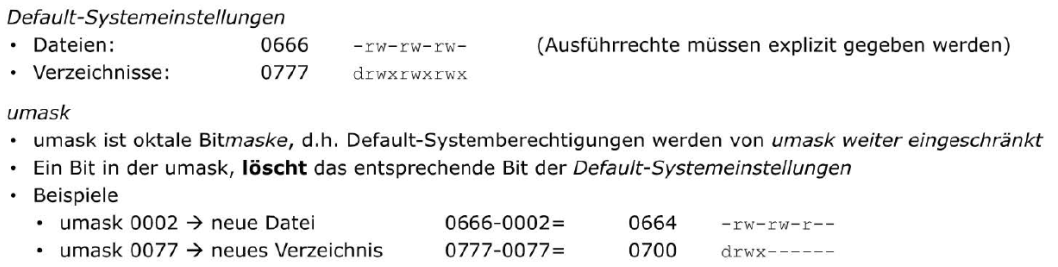 Default-Systemeinstellungen
• Dateien: 0666 -rw-rw-rw- (Ausführrechte müssen explizit gegeben werden)
• Verzeichnisse: 0777 drwxrwxrwx
umask
• umask ist oktale Bitmaske, d.h. Default-Systemberechtigungen werden von umask weiter eingeschränkt
• Ein Bit in der umask, löscht das entsprechende Bit der Default-Systemeinstellungen
• Beispiele
• umask 0002 → neue Datei 0666-0002= 0664 -rw-rw-r--
• umask 0077 → neues Verzeichnis 0777-0077= 0700 drwx------